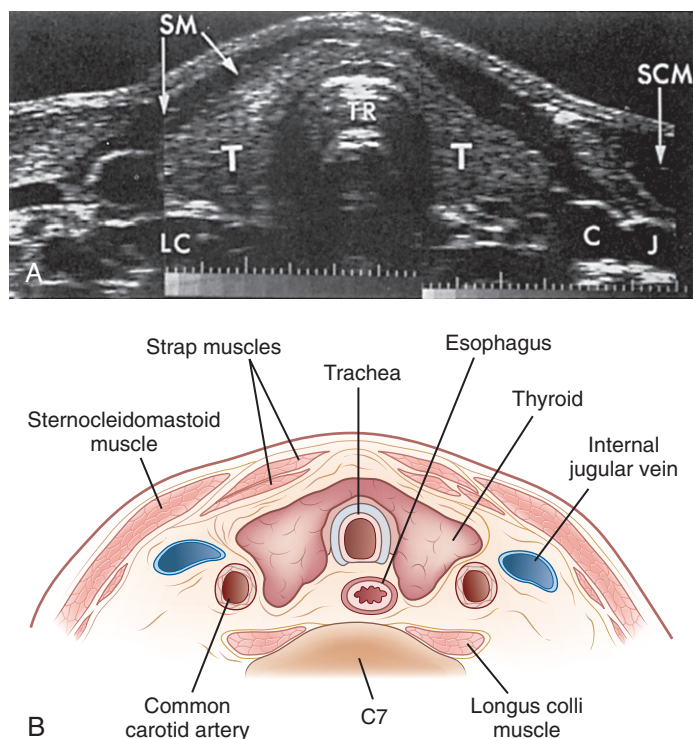 SM
SCM
TR
T
T
C
J
LC
A
Esophagus
Strap muscles
Trachea
Thyroid
Sternocleidomastoid
muscle
Internal
jugular vein
Common
carotid artery
C7
Longus colli
muscle
B